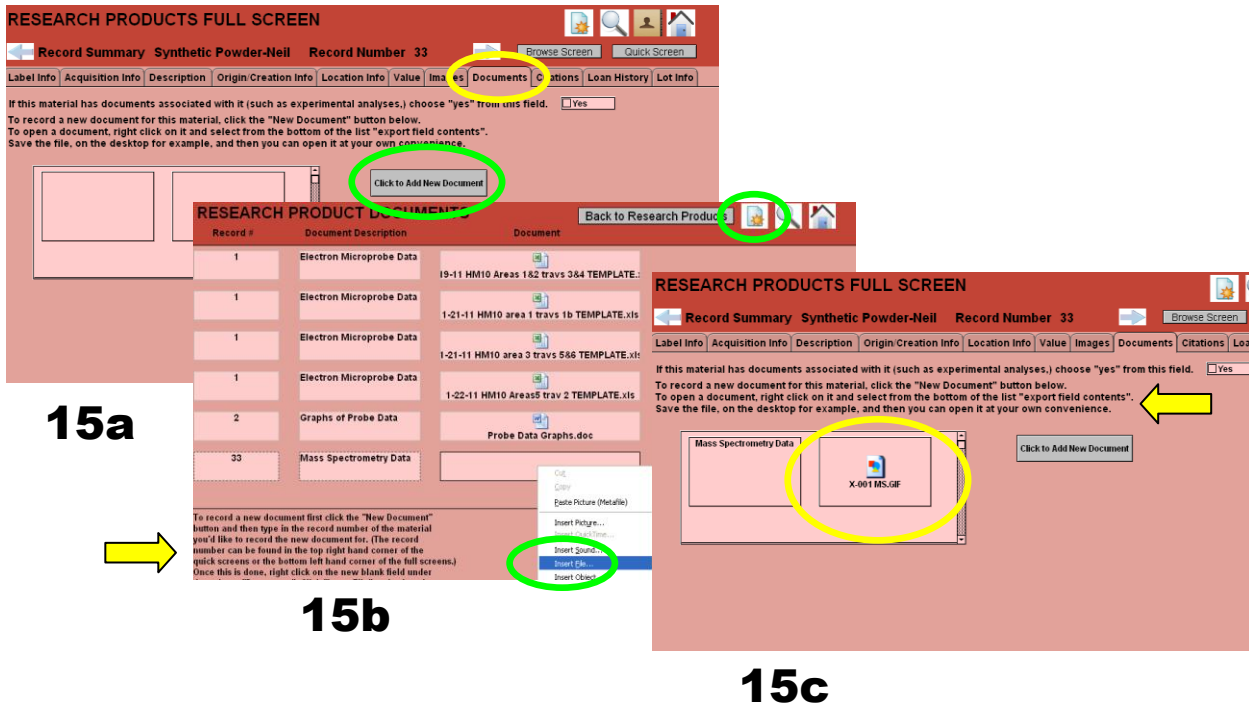 RESEARCH PRODUCTS FULL SCREEN
Record Summary Synthetic Powder-Neil Record Number 33
Browse Screen Quick Screen
Label Info Acquisition Info Description Origin/Creation Info Location Info Value Images Documents Citations Loan History Lot Info
If this material has documents associated with it (such as experimental analyses,) choose "yes" from this field. Yes
To record a new document for this material, click the "New Document" button below.
To open a document, right click on it and select from the bottom of the list "export field contents".
Save the file, on the desktop for example, and then you can open it at your own convenience.
Click to Add New Document
15a
RESEARCH PRODUCT DOCUMENTS
Back to Research Products
Record # Document Description Document
1 Electron Microprobe Data
19-11 HM10 Areas 1&2 travs 3&4 TEMPLATE.
1 Electron Microprobe Data
1-21-11 HM10 area 1 travs 1b TEMPLATE.xls
1 Electron Microprobe Data
1-21-11 HM10 area 3 travs 5&6 TEMPLATE.xls
1 Electron Microprobe Data
1-22-11 HM10 Areas5 trav 2 TEMPLATE.xls
2 Graphs of Probe Data
Probe Data Graphs.doc
33 Mass Spectrometry Data
Cut
Copy
Paste Picture (Metafile)
Insert Picture...
Insert QuickTime...
Insert Sound...
Insert File...
Insert Object
To record a new document first click the "New Document"
button and then type in the record number of the material
you'd like to record the new document for. (The record
number can be found in the top right hand corner of the
quick screens or the bottom left hand corner of the full screens.)
Once this is done, right click on the new blank field under
15b
RESEARCH PRODUCTS FULL SCREEN
Record Summary Synthetic Powder-Neil Record Number 33
Browse Screen
Label Info Acquisition Info Description Origin/Creation Info Location Info Value Images Documents Citations Loa
If this material has documents associated with it (such as experimental analyses,) choose "yes" from this field. Yes
To record a new document for this material, click the "New Document" button below.
To open a document, right click on it and select from the bottom of the list "export field contents".
Save the file, on the desktop for example, and then you can open it at your own convenience.
Mass Spectrometry Data
X-001 MS.GIF
Click to Add New Document
15c